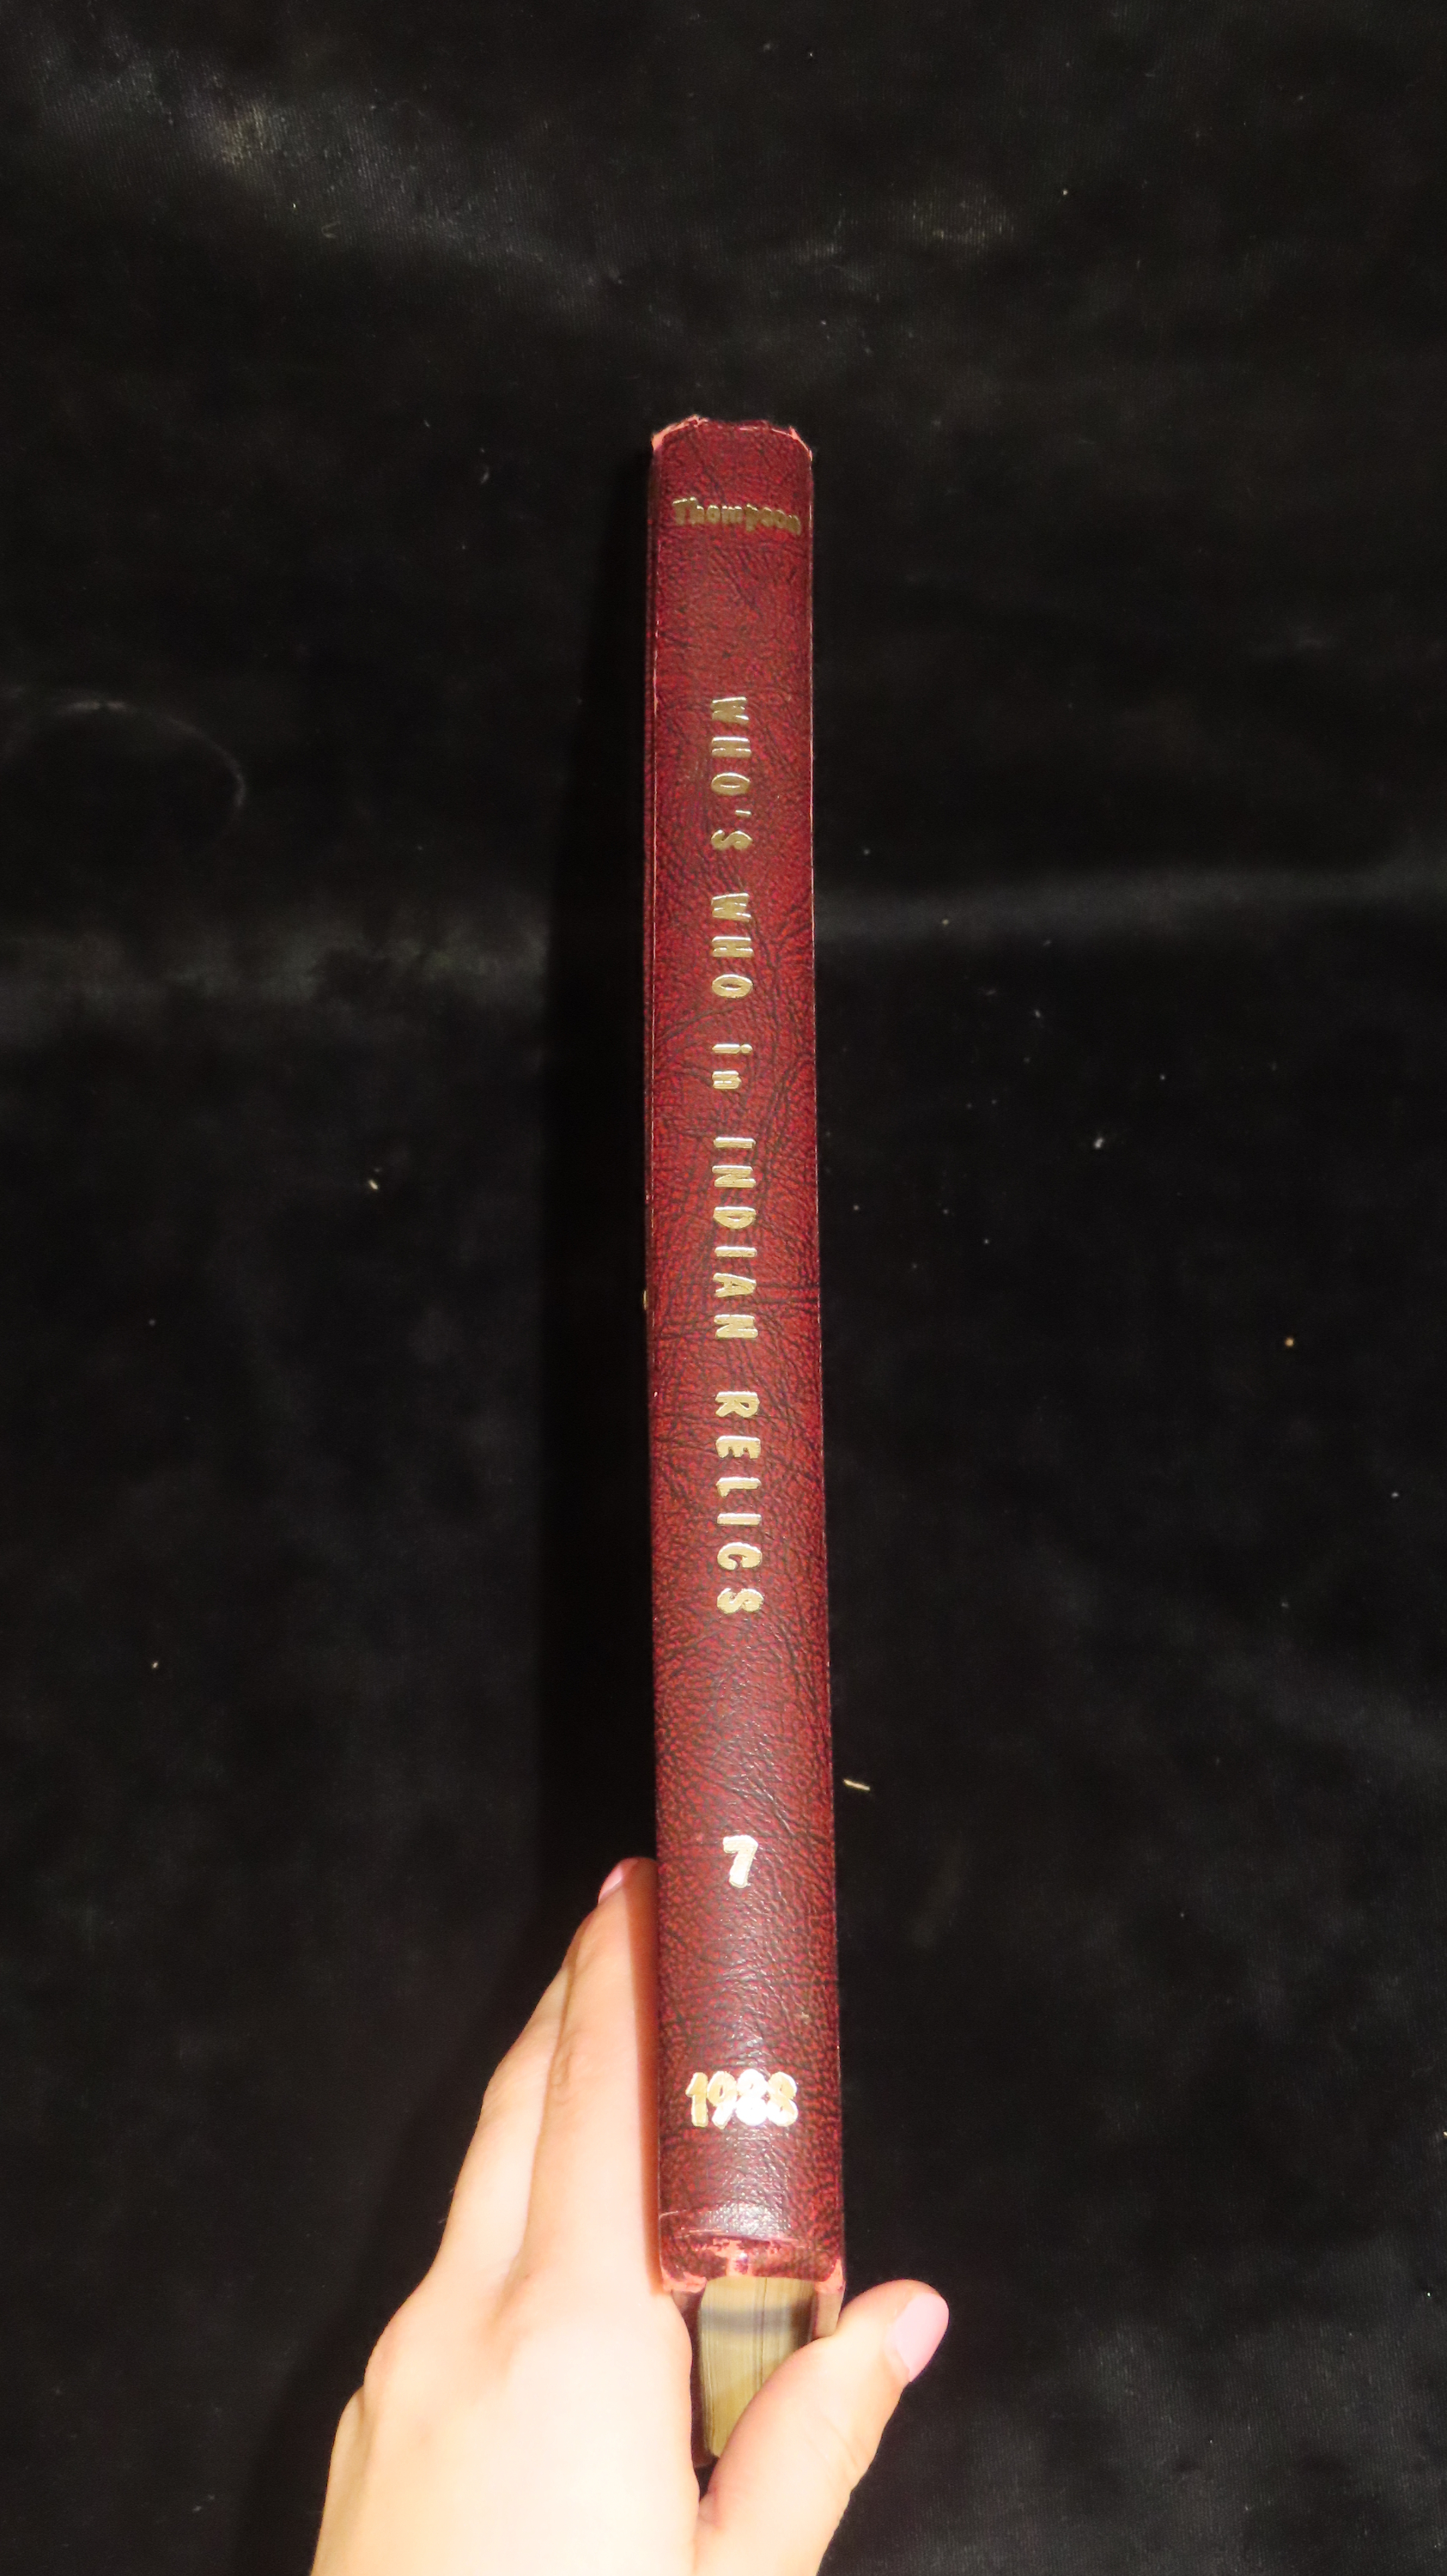 Thompson
WHO'S WHO in INDIAN RELICS
7
1988